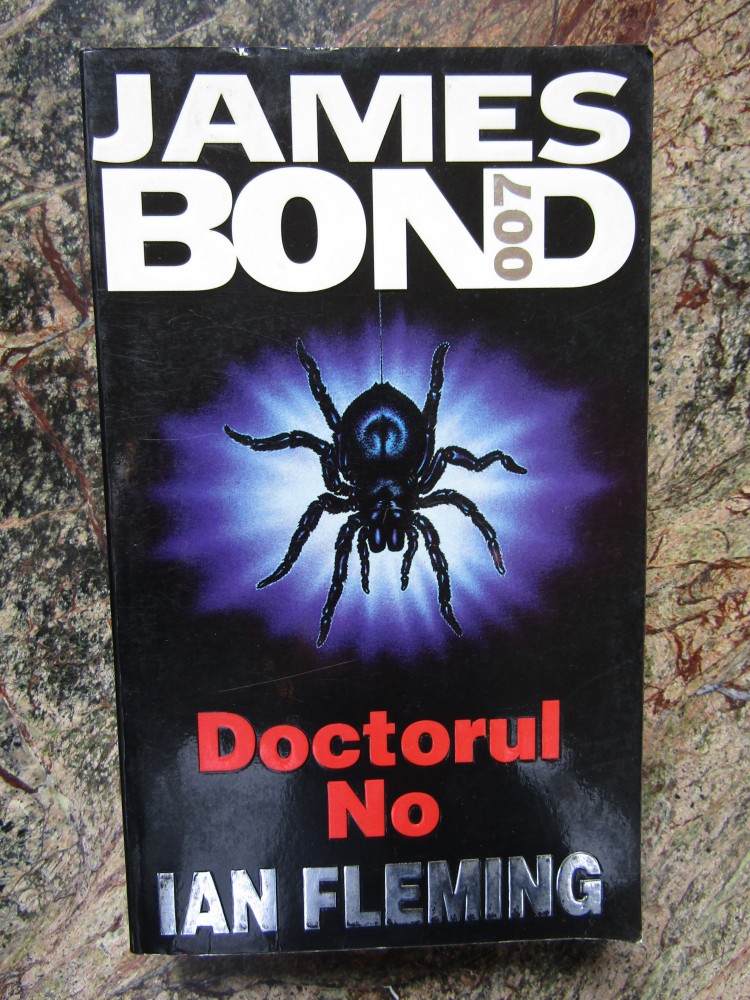 JAMES
BOND
007
Doctorul
No
IAN FLEMING